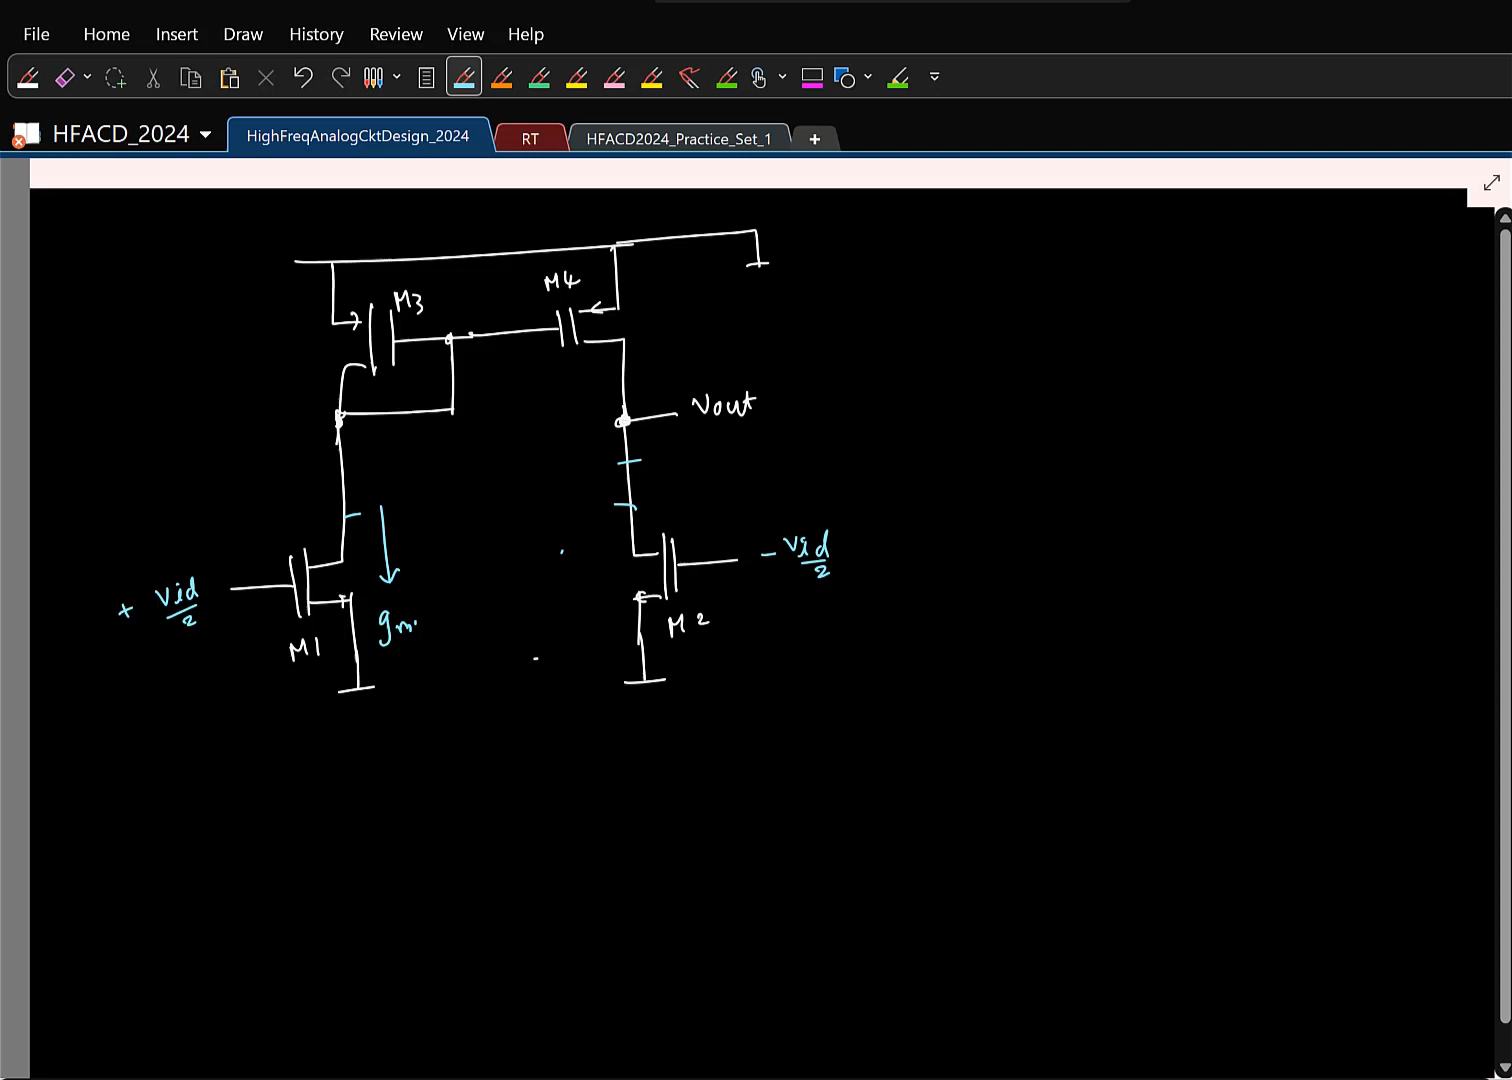 File Home Insert Draw History Review View Help
HFACD_2024 HighFreqAnalogCktDesign_2024 RT HFACD2024_Practice_Set_1 +
M4
M3
Vout
+ vid/2
- vid/2
gm
M1
M2